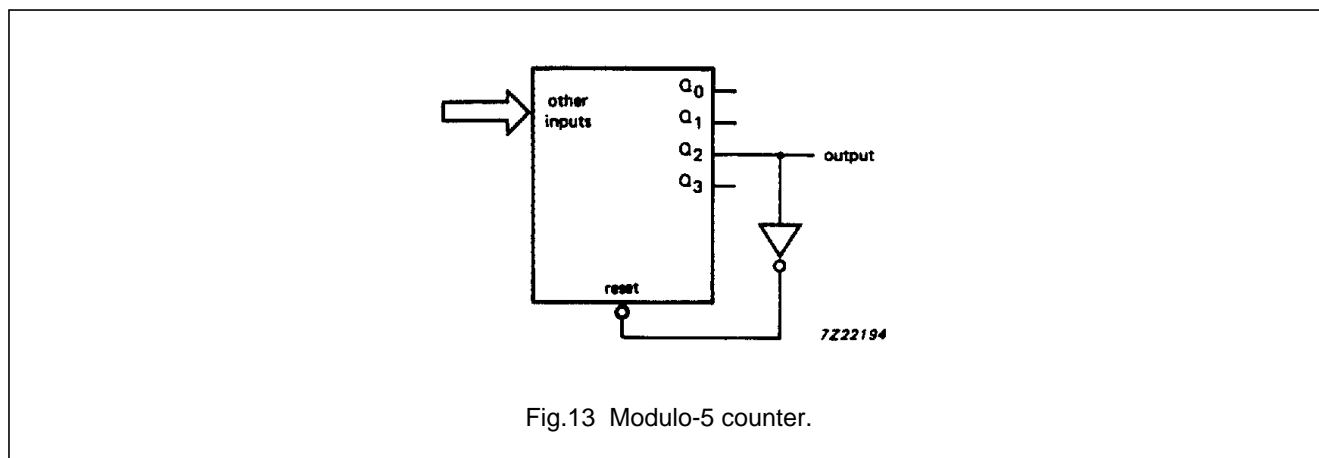 other
inputs
Q0
Q1
Q2
Q3
output
reset
7Z22194
Fig.13 Modulo-5 counter.